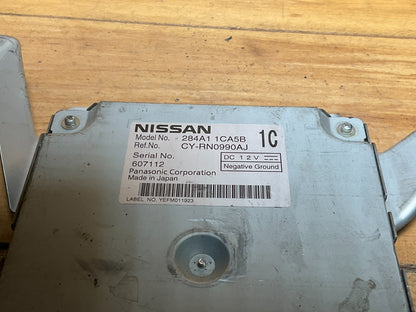 NISSAN 1C
Model No. 284A1 1CA5B
Ref.No. CY-RN0990AJ
Serial No. DC 12V
607112 Negative Ground
Panasonic Corporation
Made in Japan
LABEL NO. YEFM011923